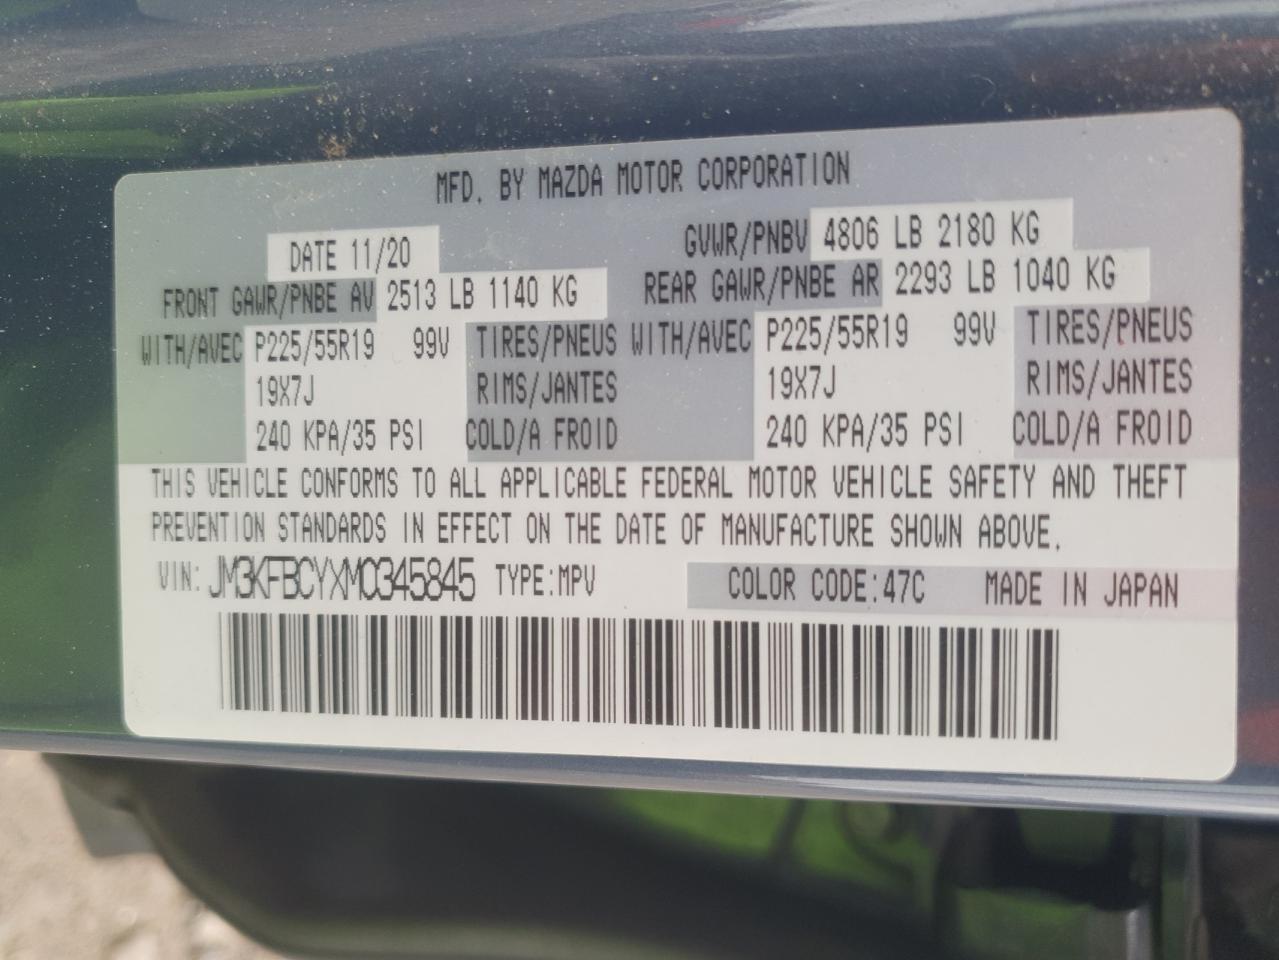 MFD. BY MAZDA MOTOR CORPORATION
DATE 11/20 GVWR/PNBV 4806 LB 2180 KG
FRONT GAWR/PNBE AV 2513 LB 1140 KG REAR GAWR/PNBE AR 2293 LB 1040 KG
WITH/AVEC P225/55R19 99V TIRES/PNEUS WITH/AVEC P225/55R19 99V TIRES/PNEUS
19X7J RIMS/JANTES 19X7J RIMS/JANTES
240 KPA/35 PSI COLD/A FROID 240 KPA/35 PSI COLD/A FROID
THIS VEHICLE CONFORMS TO ALL APPLICABLE FEDERAL MOTOR VEHICLE SAFETY AND THEFT
PREVENTION STANDARDS IN EFFECT ON THE DATE OF MANUFACTURE SHOWN ABOVE.
VIN: JM3KFBCYXM0345845 TYPE:MPV COLOR CODE:47C MADE IN JAPAN